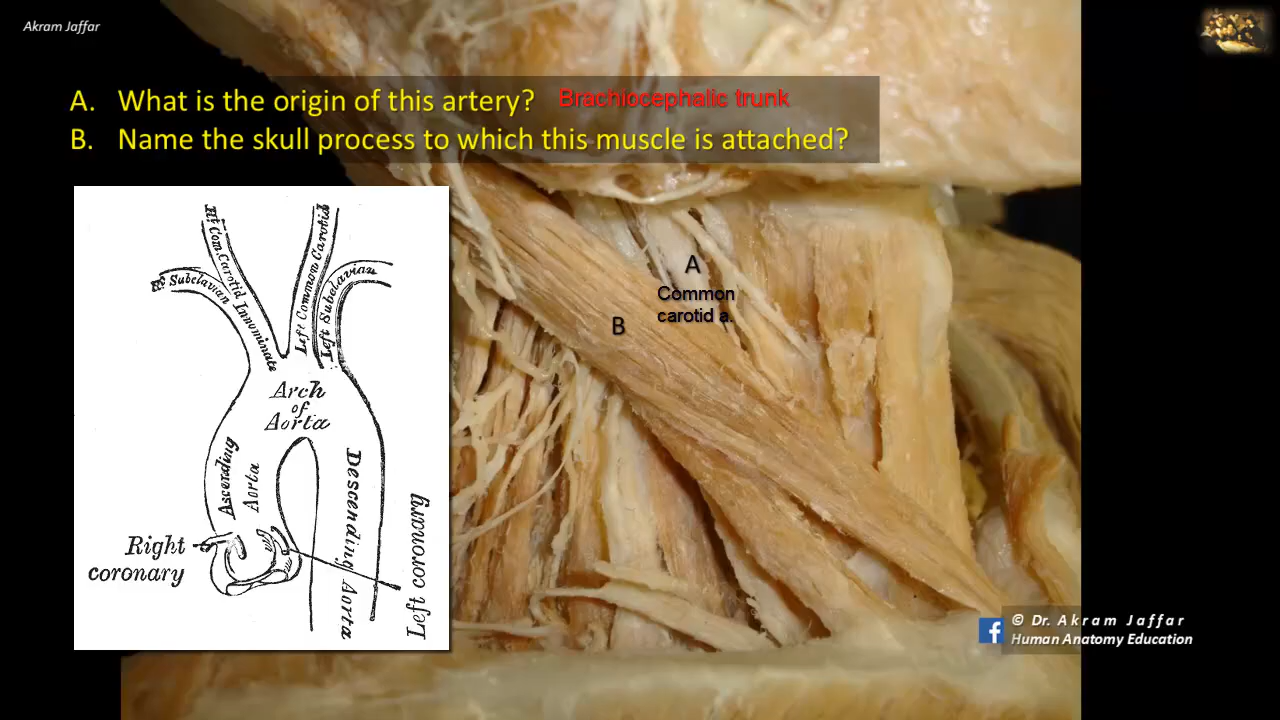 Akram Jaffar
A. What is the origin of this artery? Brachiocephalic trunk
B. Name the skull process to which this muscle is attached?
Rt. Com. Carotid
Left Common Carotid
Rt. Subclavian
Left Subclavian
Innominate
Arch
of
Aorta
Ascending
Aorta
Descending Aorta
Right
coronary
Left coronary
A
Common
carotid a.
B
© Dr. Akram Jaffar
Human Anatomy Education